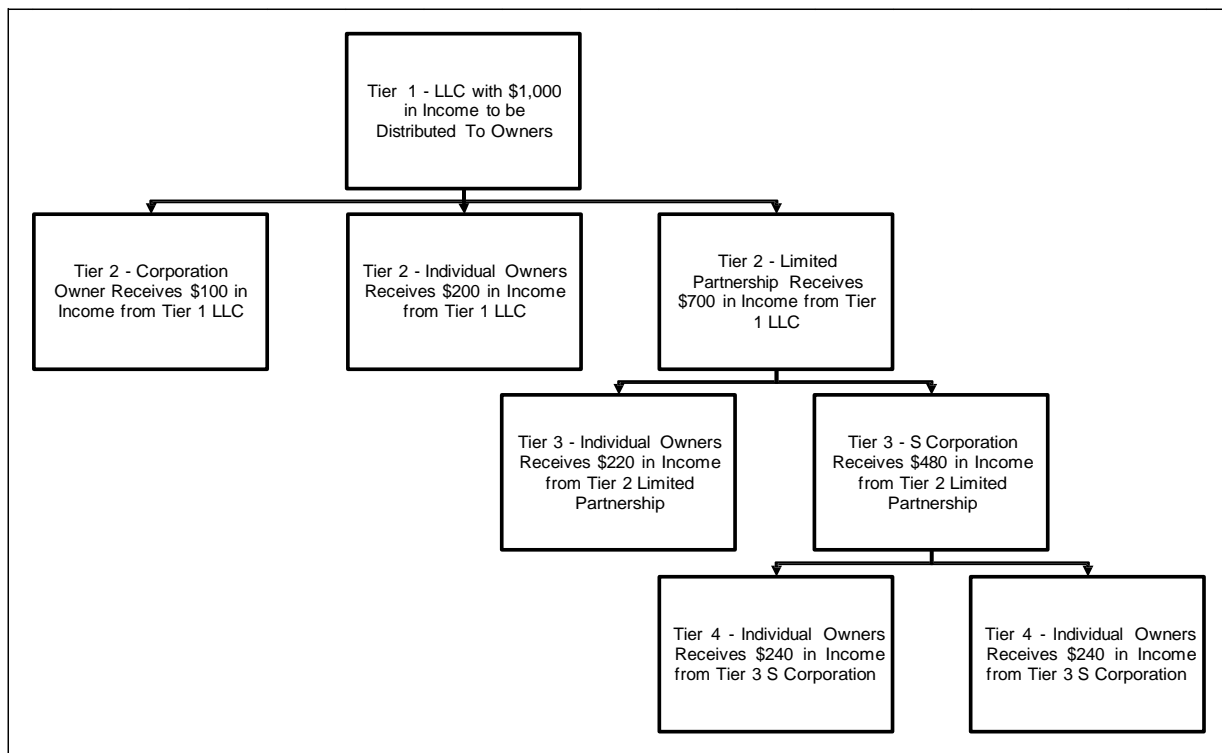 Tier 1 - LLC with $1,000
in Income to be
Distributed To Owners
Tier 2 - Corporation
Owner Receives $100 in
Income from Tier 1 LLC
Tier 2 - Individual Owners
Receives $200 in Income
from Tier 1 LLC
Tier 2 - Limited
Partnership Receives
$700 in Income from Tier
1 LLC
Tier 3 - Individual Owners
Receives $220 in Income
from Tier 2 Limited
Partnership
Tier 3 - S Corporation
Receives $480 in Income
from Tier 2 Limited
Partnership
Tier 4 - Individual Owners
Receives $240 in Income
from Tier 3 S Corporation
Tier 4 - Individual Owners
Receives $240 in Income
from Tier 3 S Corporation